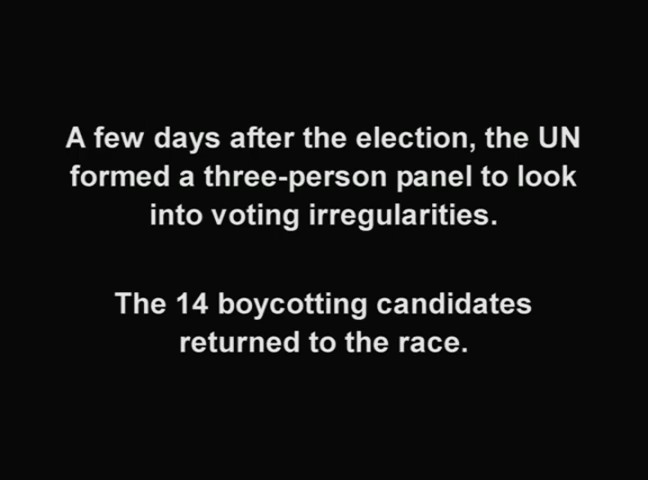 A few days after the election, the UN
formed a three-person panel to look
into voting irregularities.
The 14 boycotting candidates
returned to the race.